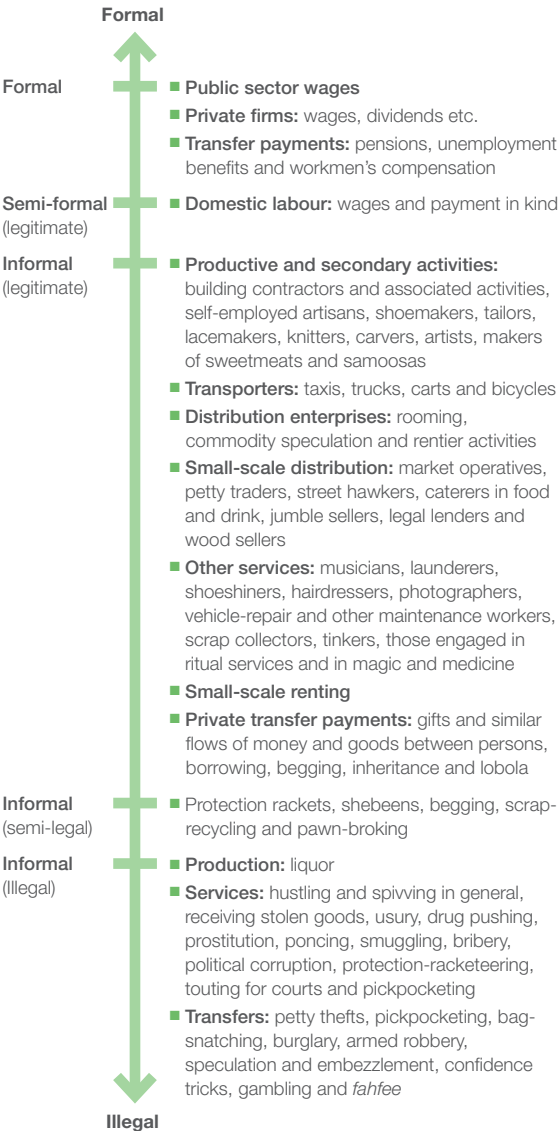 Formal
Formal
■ Public sector wages
■ Private firms: wages, dividends etc.
■ Transfer payments: pensions, unemployment
benefits and workmen's compensation
Semi-formal
(legitimate)
■ Domestic labour: wages and payment in kind
Informal
(legitimate)
■ Productive and secondary activities:
building contractors and associated activities,
self-employed artisans, shoemakers, tailors,
lacemakers, knitters, carvers, artists, makers
of sweetmeats and samoosas
■ Transporters: taxis, trucks, carts and bicycles
■ Distribution enterprises: rooming,
commodity speculation and rentier activities
■ Small-scale distribution: market operatives,
petty traders, street hawkers, caterers in food
and drink, jumble sellers, legal lenders and
wood sellers
■ Other services: musicians, launderers,
shoeshiners, hairdressers, photographers,
vehicle-repair and other maintenance workers,
scrap collectors, tinkers, those engaged in
ritual services and in magic and medicine
■ Small-scale renting
■ Private transfer payments: gifts and similar
flows of money and goods between persons,
borrowing, begging, inheritance and lobola
Informal
(semi-legal)
■ Protection rackets, shebeens, begging, scrap-
recycling and pawn-broking
Informal
(Illegal)
■ Production: liquor
■ Services: hustling and spivving in general,
receiving stolen goods, usury, drug pushing,
prostitution, poncing, smuggling, bribery,
political corruption, protection-racketeering,
touting for courts and pickpocketing
■ Transfers: petty thefts, pickpocketing, bag-
snatching, burglary, armed robbery,
speculation and embezzlement, confidence
tricks, gambling and fahfee
Illegal